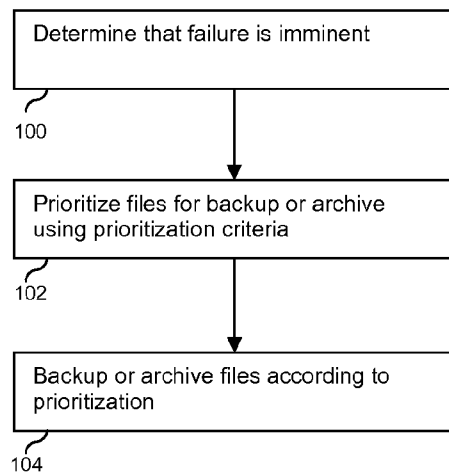 Determine that failure is imminent
100
Prioritize files for backup or archive
using prioritization criteria
102
Backup or archive files according to
prioritization
104